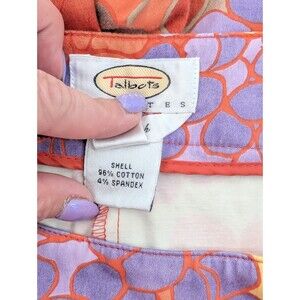 Talbots
SHELL
96% COTTON
4% SPANDEX